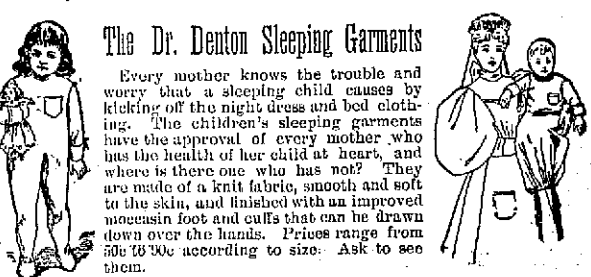 The Dr. Denton Sleeping Garments
Every mother knows the trouble and
worry that a sleeping child causes by
kicking off the night dress and bed cloth-
ing. The children's sleeping garments
have the approval of every mother who
has the health of her child at heart, and
where is there one who has not? They
are made of a knit fabric, smooth and soft
to the skin, and finished with an improved
moccasin foot and cuffs that can be drawn
down over the hands. Prices range from
50c to 90c according to size. Ask to see
them.